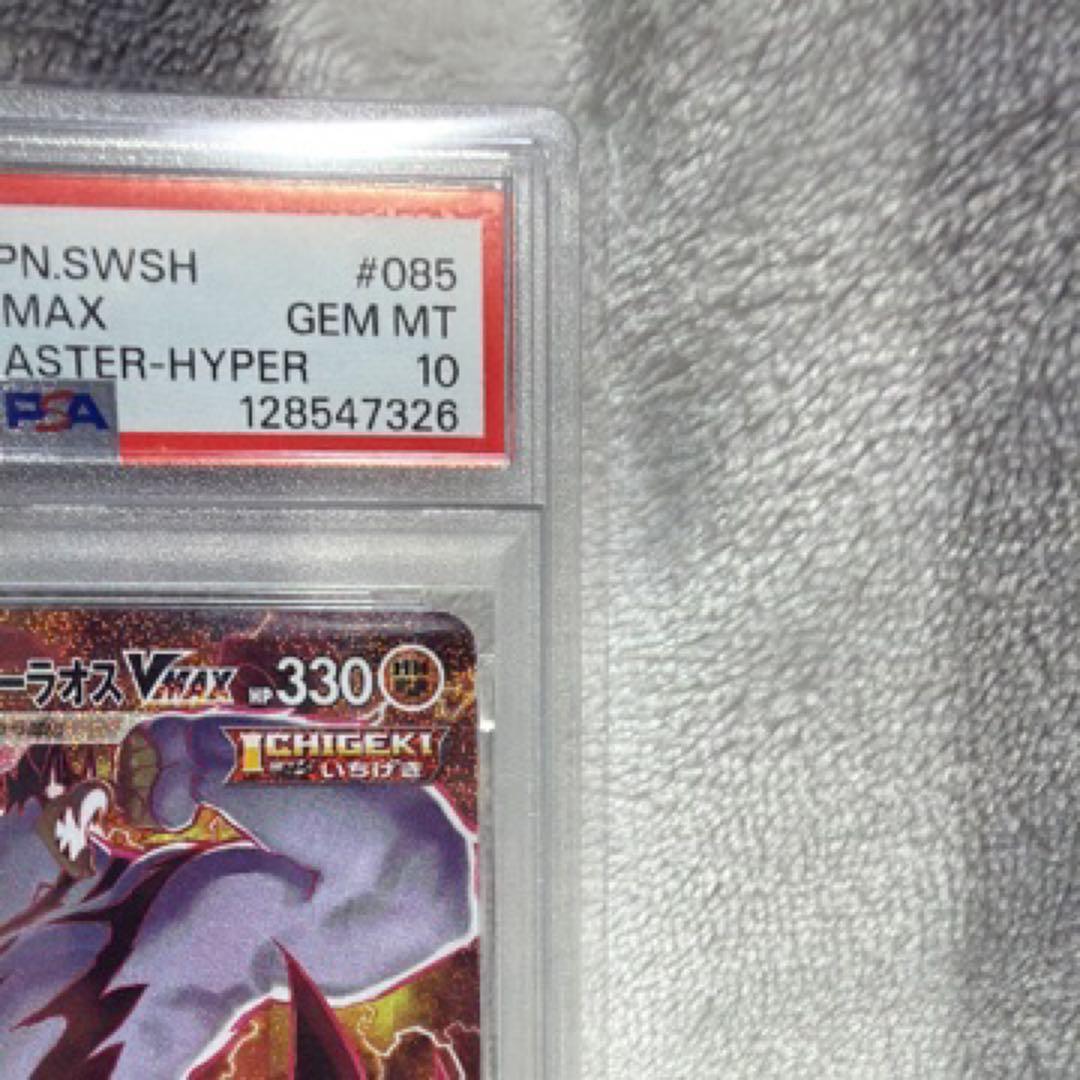 PN.SWSH #085
MAX GEM MT
ASTER-HYPER 10
PSA 128547326
ーラオス VMAX HP 330
ICHIGEKI
いちげき